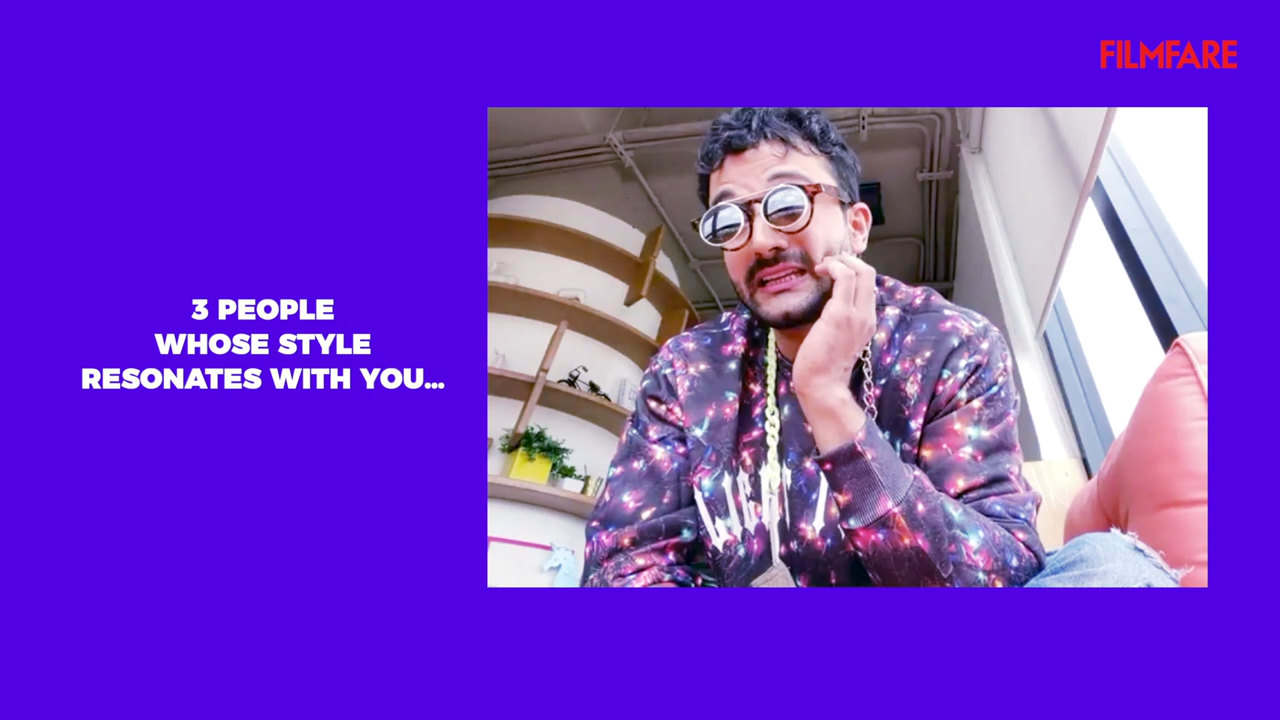 FILMFARE
3 PEOPLE
WHOSE STYLE
RESONATES WITH YOU...